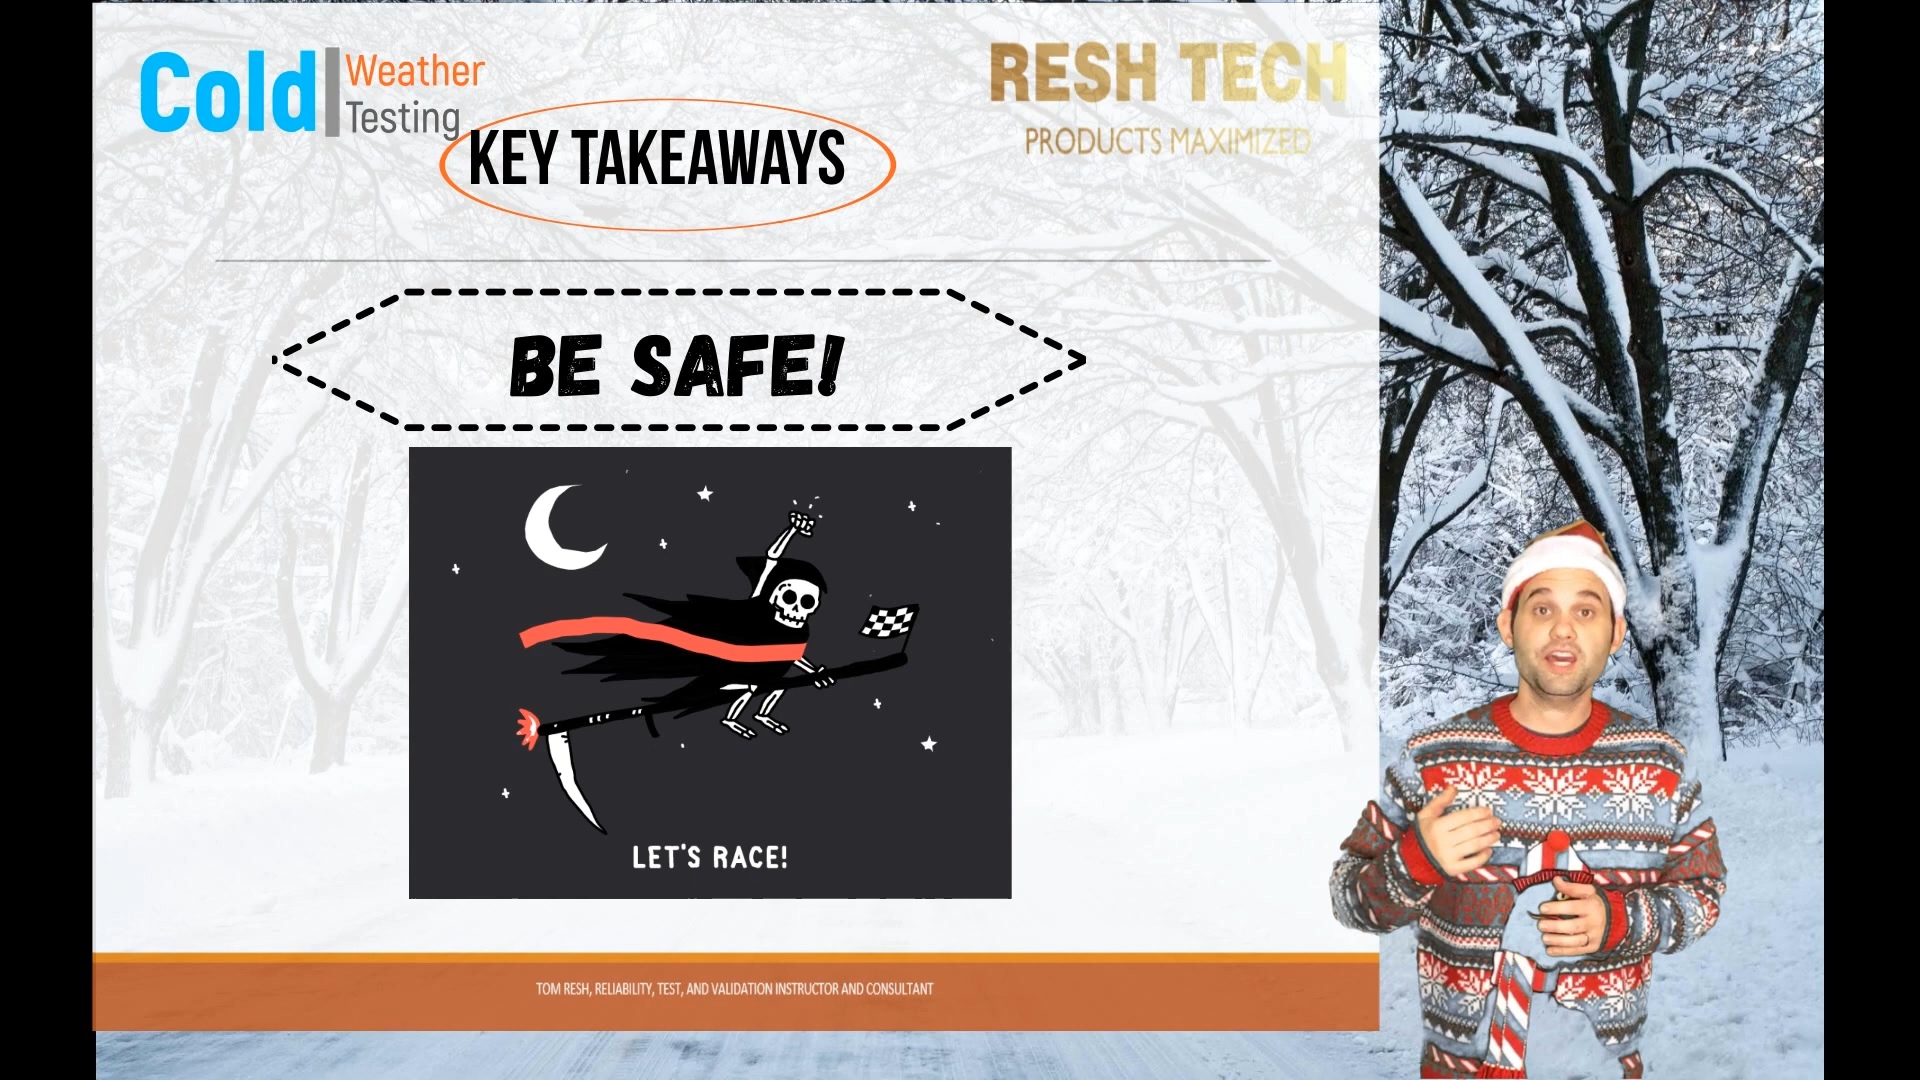 Cold
Weather
Testing
KEY TAKEAWAYS
RESH TECH
PRODUCTS MAXIMIZED
BE SAFE!
LET'S RACE!
TOM RESH, RELIABILITY, TEST, AND VALIDATION INSTRUCTOR AND CONSULTANT